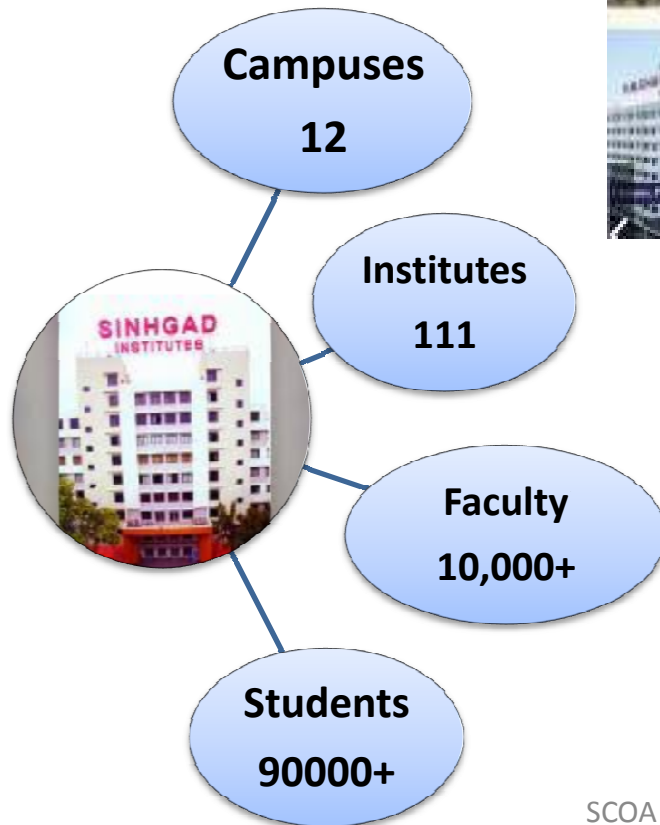 Campuses
12
Institutes
111
SINHGAD
INSTITUTES
Faculty
10,000+
Students
90000+
SCOA